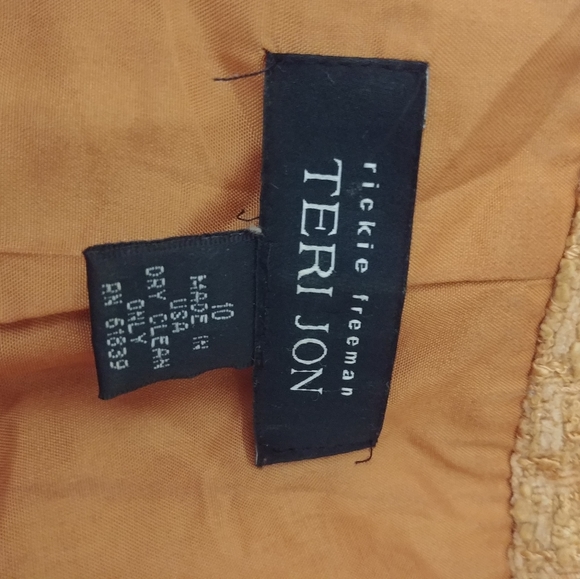 rickie freeman
TERI JON
10
MADE IN
USA
DRY CLEAN
ONLY
RN 61839